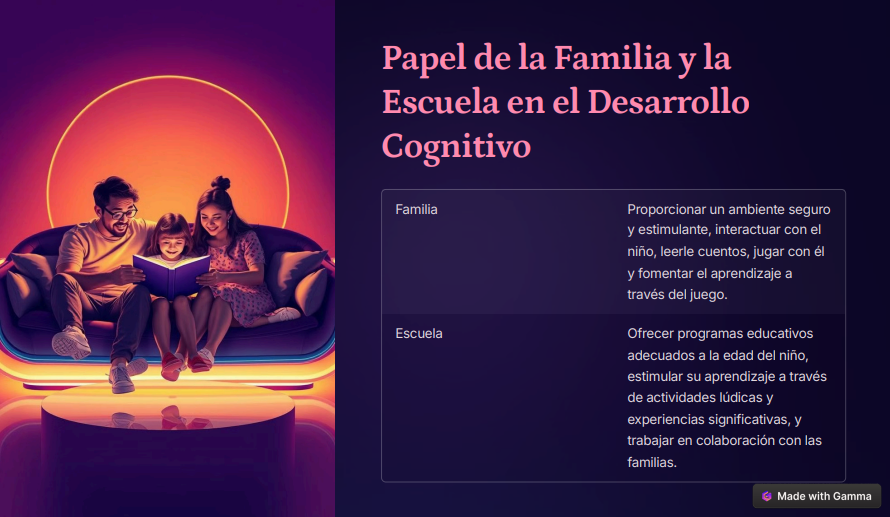 Papel de la Familia y la
Escuela en el Desarrollo
Cognitivo
Familia
Proporcionar un ambiente seguro
y estimulante, interactuar con el
niño, leerle cuentos, jugar con él
y fomentar el aprendizaje a
través del juego.
Escuela
Ofrecer programas educativos
adecuados a la edad del niño,
estimular su aprendizaje a través
de actividades lúdicas y
experiencias significativas, y
trabajar en colaboración con las
familias.
Made with Gamma